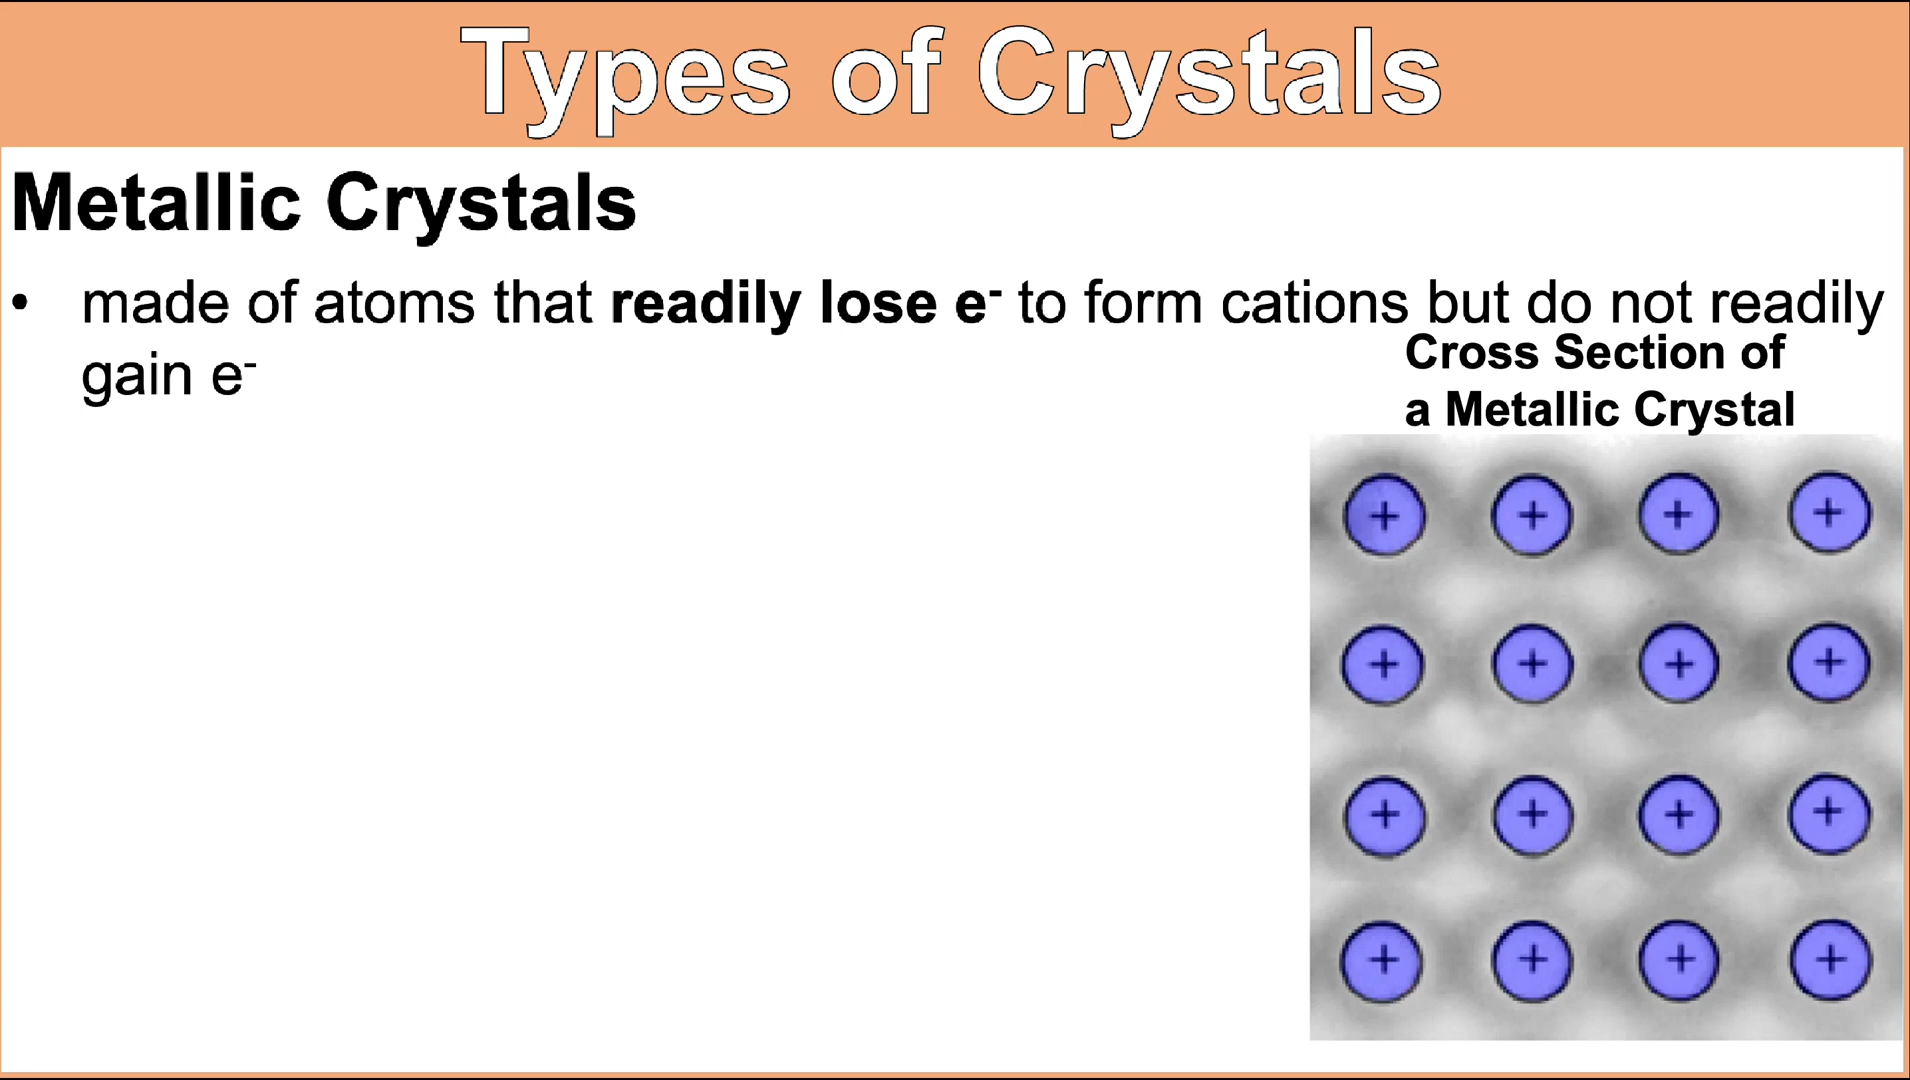 Types of Crystals
Metallic Crystals
• made of atoms that readily lose e⁻ to form cations but do not readily
gain e⁻
Cross Section of
a Metallic Crystal
+ + + +
+ + + +
+ + + +
+ + + +